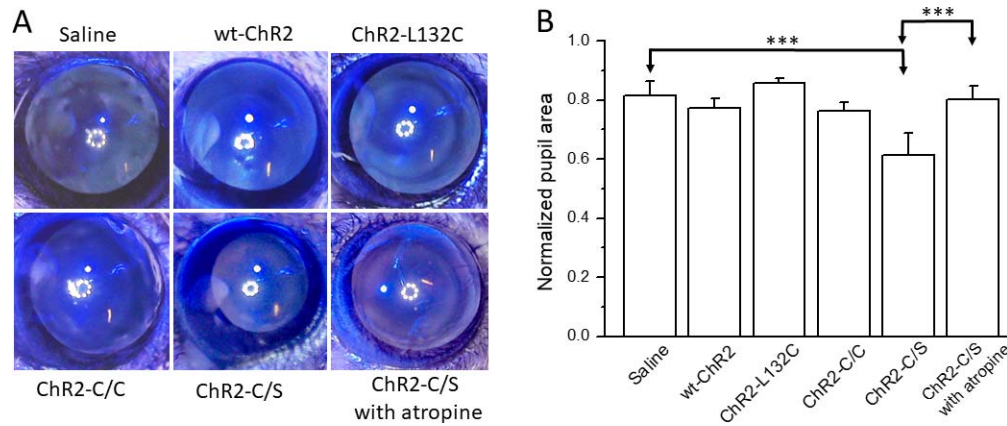 A
Saline
wt-ChR2
ChR2-L132C
ChR2-C/C
ChR2-C/S
ChR2-C/S
with atropine
B
***
***
Normalized pupil area
1.0
0.8
0.6
0.4
0.2
0.0
Saline
wt-ChR2
ChR2-L132C
ChR2-C/C
ChR2-C/S
ChR2-C/S
with atropine